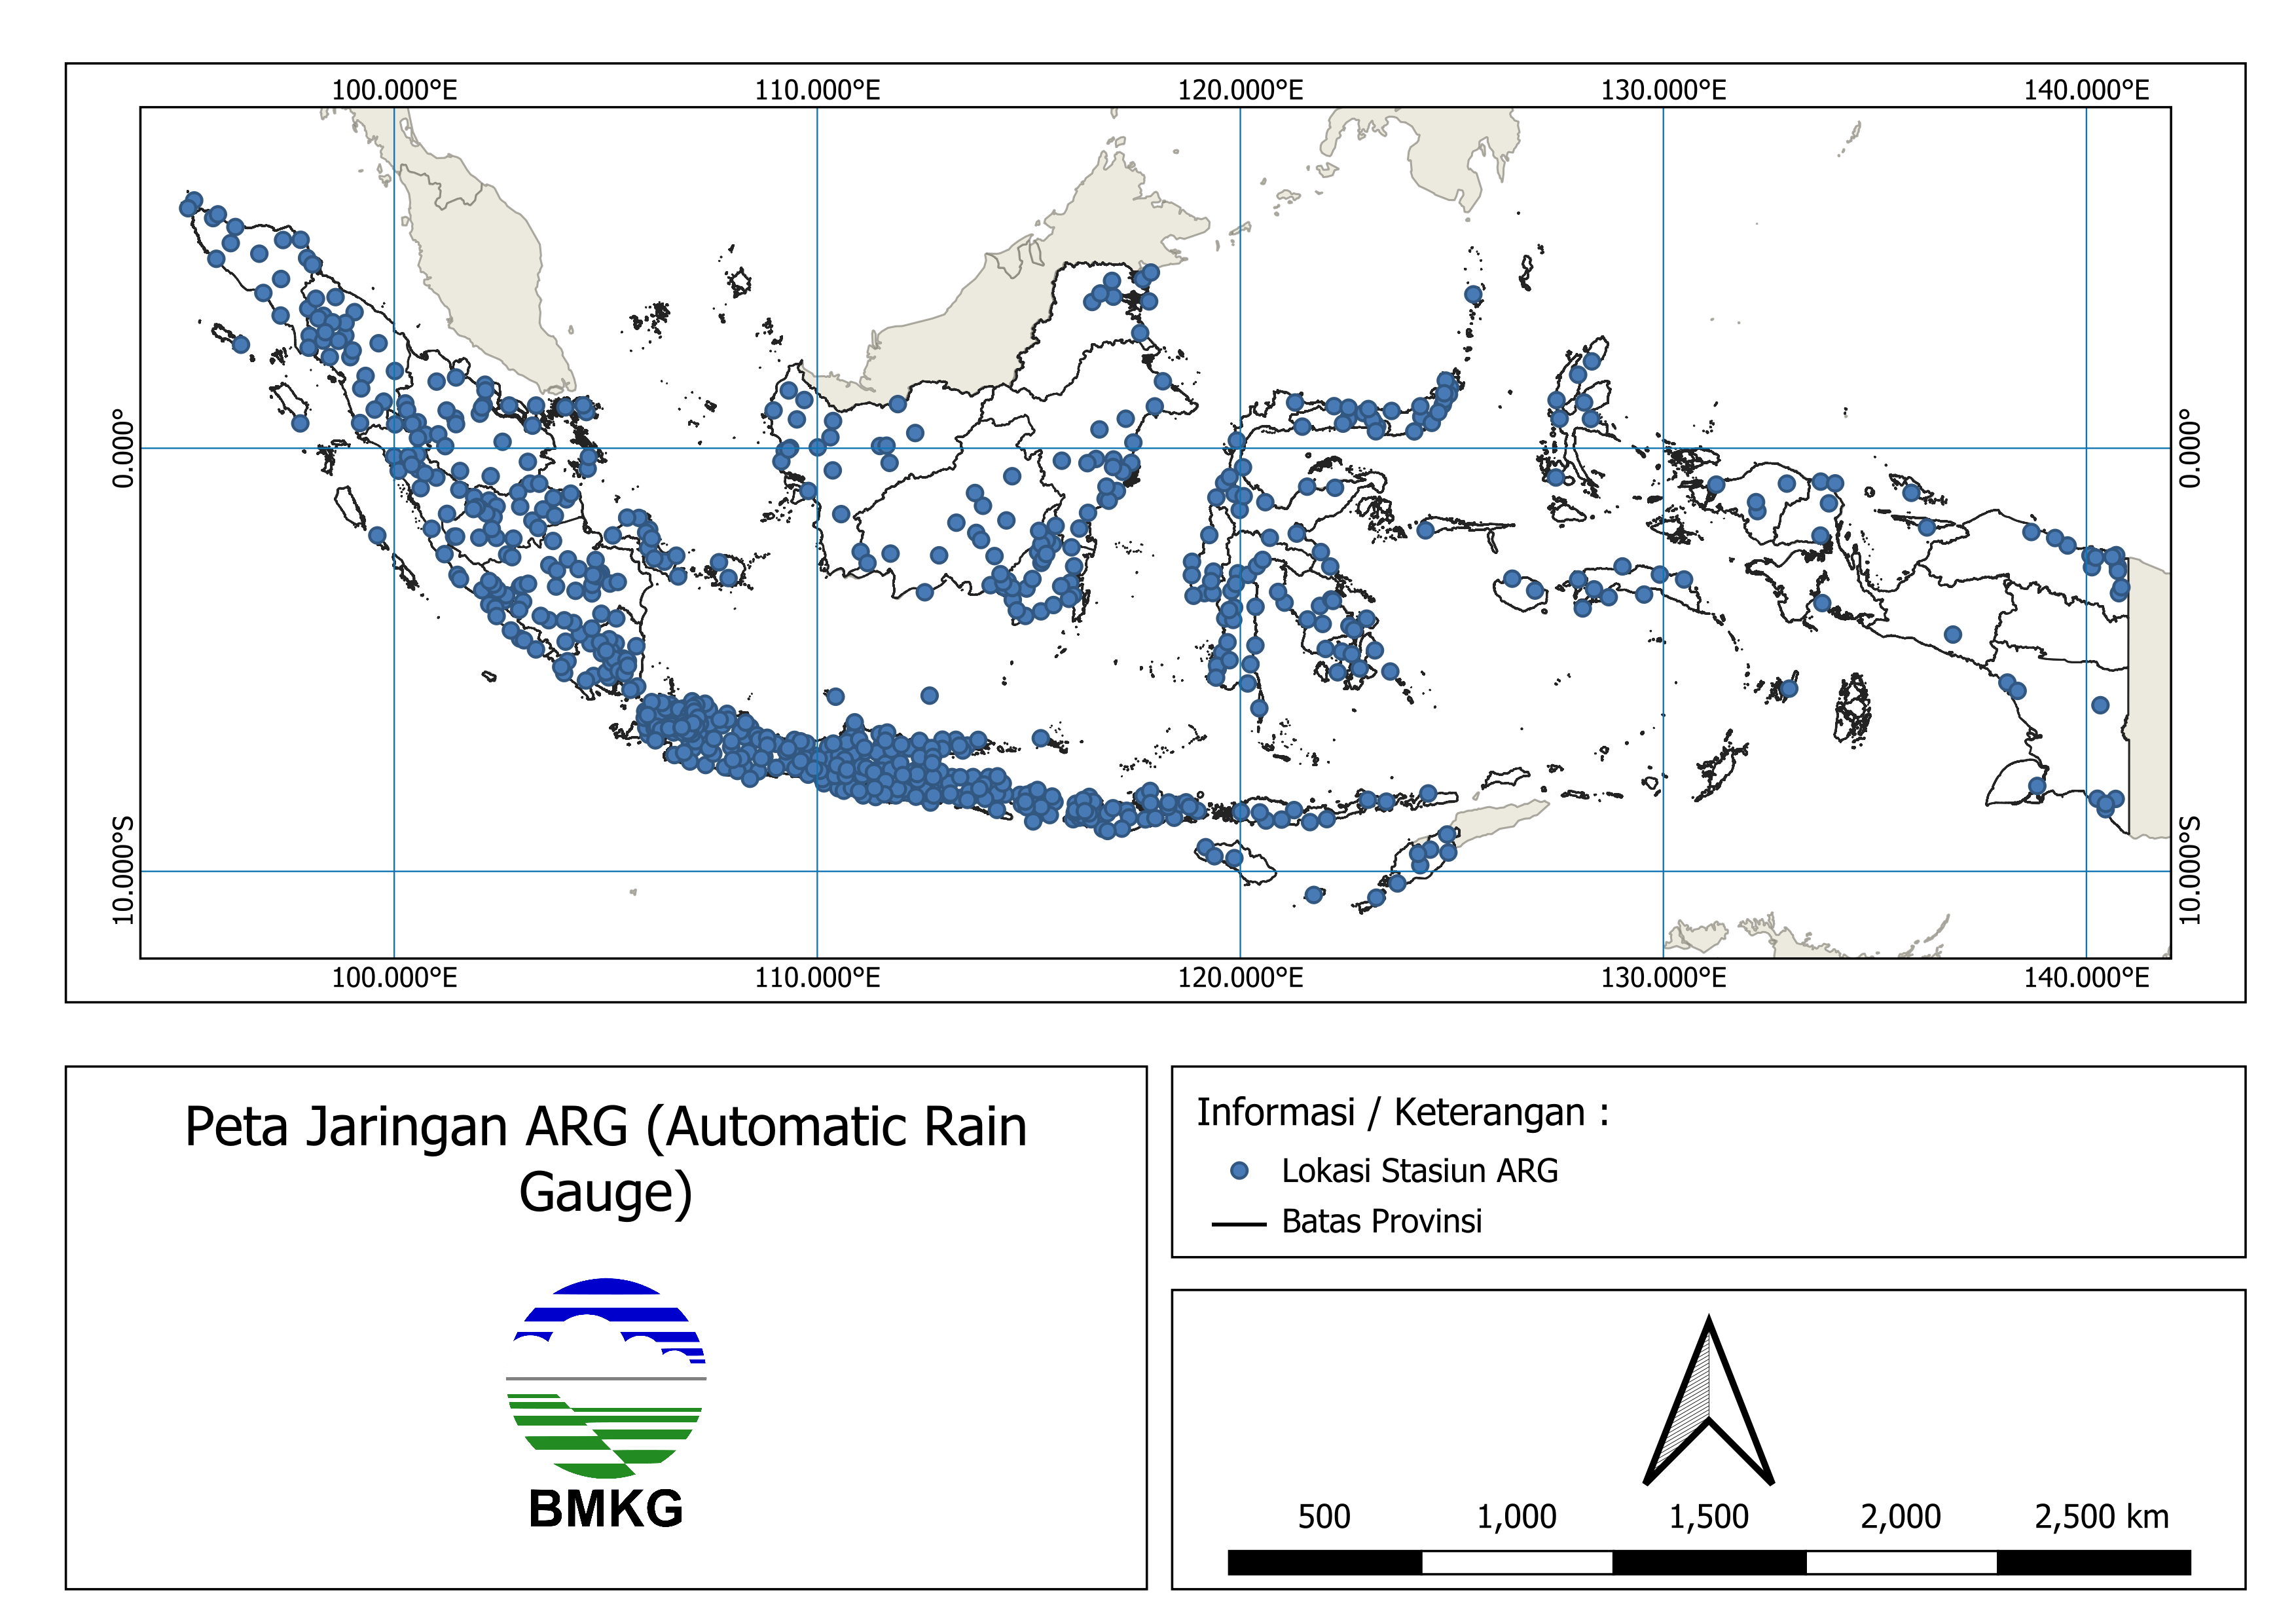 100.000°E 110.000°E 120.000°E 130.000°E 140.000°E
0.000° 0.000°
10.000°S 10.000°S
100.000°E 110.000°E 120.000°E 130.000°E 140.000°E
Peta Jaringan ARG (Automatic Rain
Gauge)
BMKG
Informasi / Keterangan :
Lokasi Stasiun ARG
Batas Provinsi
500 1,000 1,500 2,000 2,500 km